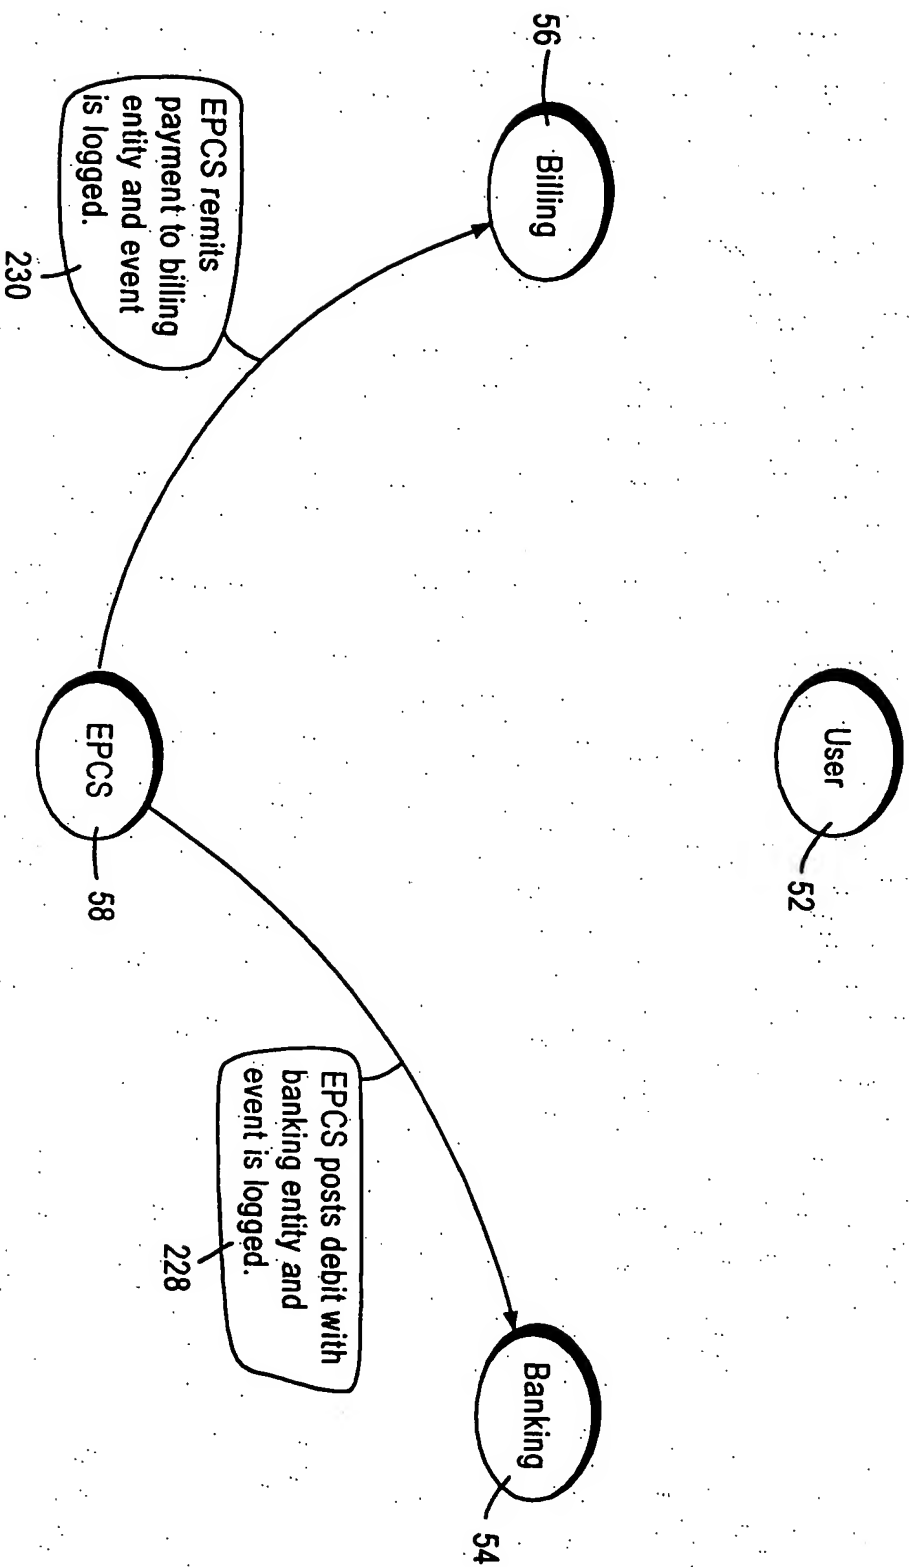 User
52
56
Billing
Banking
54
EPCS remits
payment to billing
entity and event
is logged.
230
EPCS posts debit with
banking entity and
event is logged.
228
EPCS
58